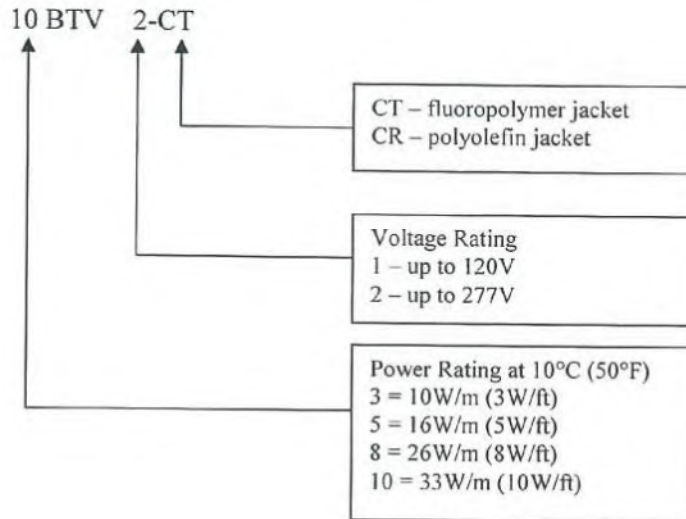 10 BTV 2-CT
CT – fluoropolymer jacket
CR – polyolefin jacket
Voltage Rating
1 – up to 120V
2 – up to 277V
Power Rating at 10°C (50°F)
3 = 10W/m (3W/ft)
5 = 16W/m (5W/ft)
8 = 26W/m (8W/ft)
10 = 33W/m (10W/ft)